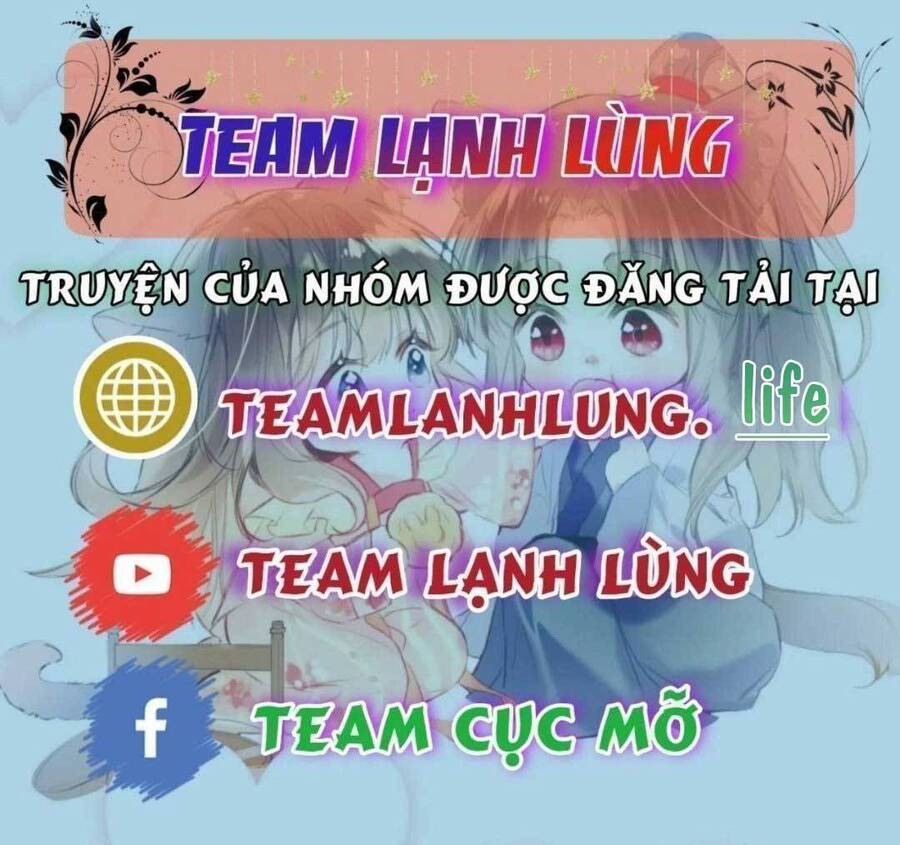 TEAM LẠNH LÙNG
TRUYỆN CỦA NHÓM ĐƯỢC ĐĂNG TẢI TẠI
TEAMLANHLUNG. life
TEAM LẠNH LÙNG
f TEAM CỤC MỠ